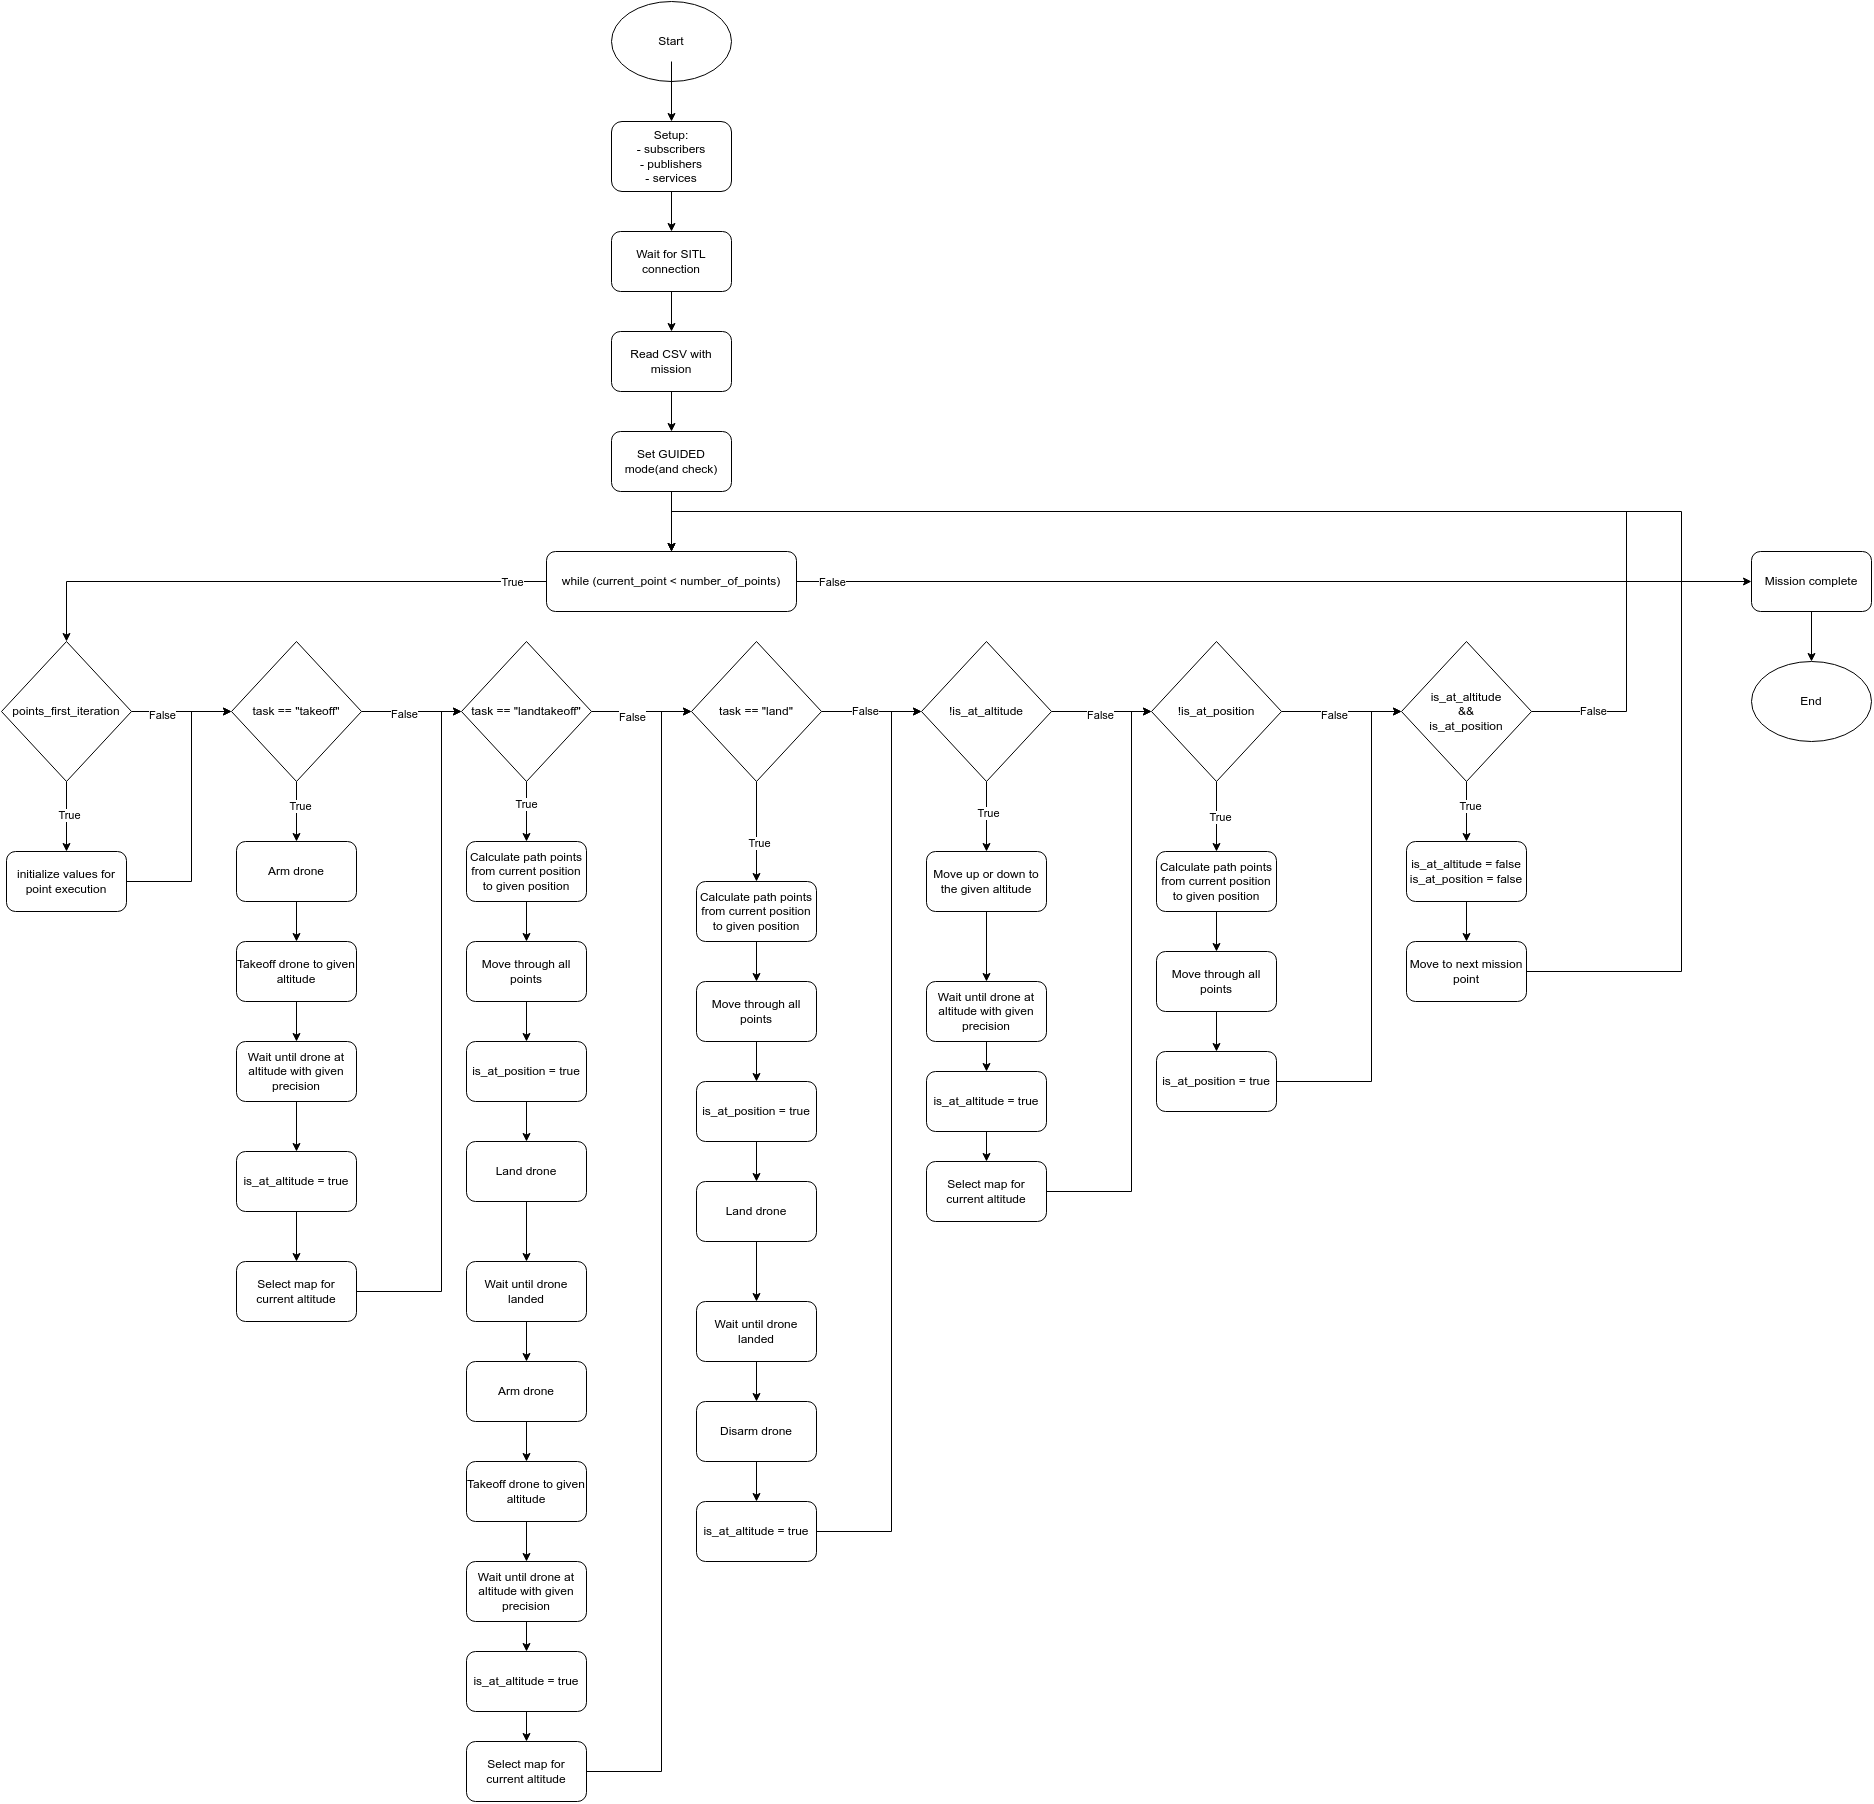 Start
Setup:
- subscribers
- publishers
- services
Wait for SITL
connection
Read CSV with
mission
Set GUIDED
mode(and check)
while (current_point < number_of_points)
True
False
Mission complete
End
points_first_iteration
False
True
initialize values for
point execution
task == "takeoff"
False
True
Arm drone
Takeoff drone to given
altitude
Wait until drone at
altitude with given
precision
is_at_altitude = true
Select map for
current altitude
task == "landtakeoff"
False
True
Calculate path points
from current position
to given position
Move through all
points
is_at_position = true
Land drone
Wait until drone
landed
Arm drone
Takeoff drone to given
altitude
Wait until drone at
altitude with given
precision
is_at_altitude = true
Select map for
current altitude
task == "land"
False
True
Calculate path points
from current position
to given position
Move through all
points
is_at_position = true
Land drone
Wait until drone
landed
Disarm drone
is_at_altitude = true
!is_at_altitude
False
True
Move up or down to
the given altitude
Wait until drone at
altitude with given
precision
is_at_altitude = true
Select map for
current altitude
!is_at_position
False
True
Calculate path points
from current position
to given position
Move through all
points
is_at_position = true
is_at_altitude
&&
is_at_position
False
True
is_at_altitude = false
is_at_position = false
Move to next mission
point